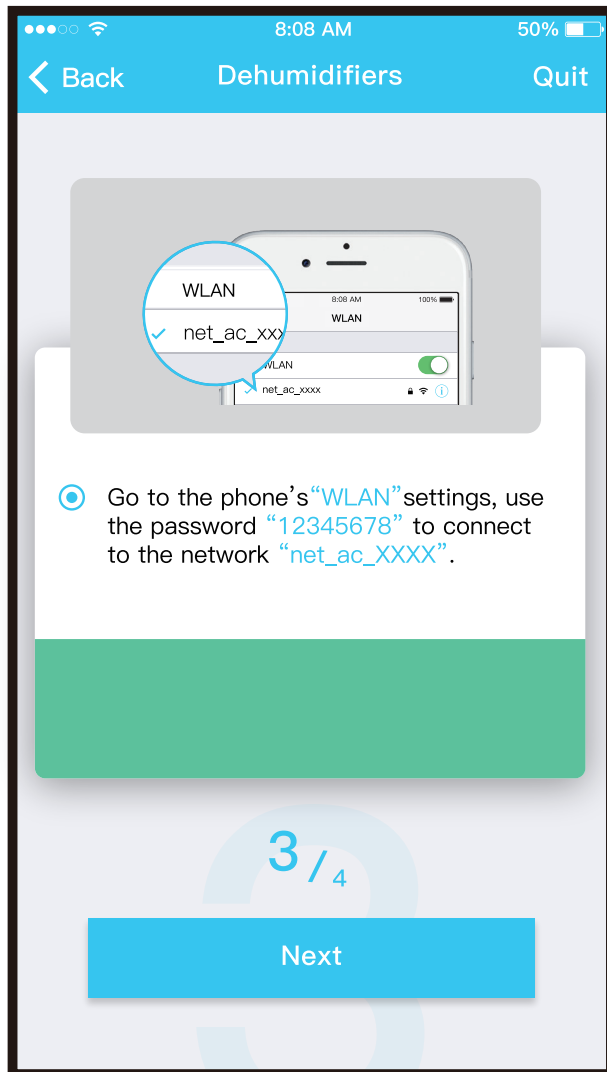 8:08 AM
50%
Back
Dehumidifiers
Quit
WLAN
net_ac_xxx
8:08 AM
100%
WLAN
WLAN
net_ac_xxxx
Go to the phone’s“WLAN”settings, use
the password “12345678” to connect
to the network “net_ac_XXXX”.
3
3/4
Next